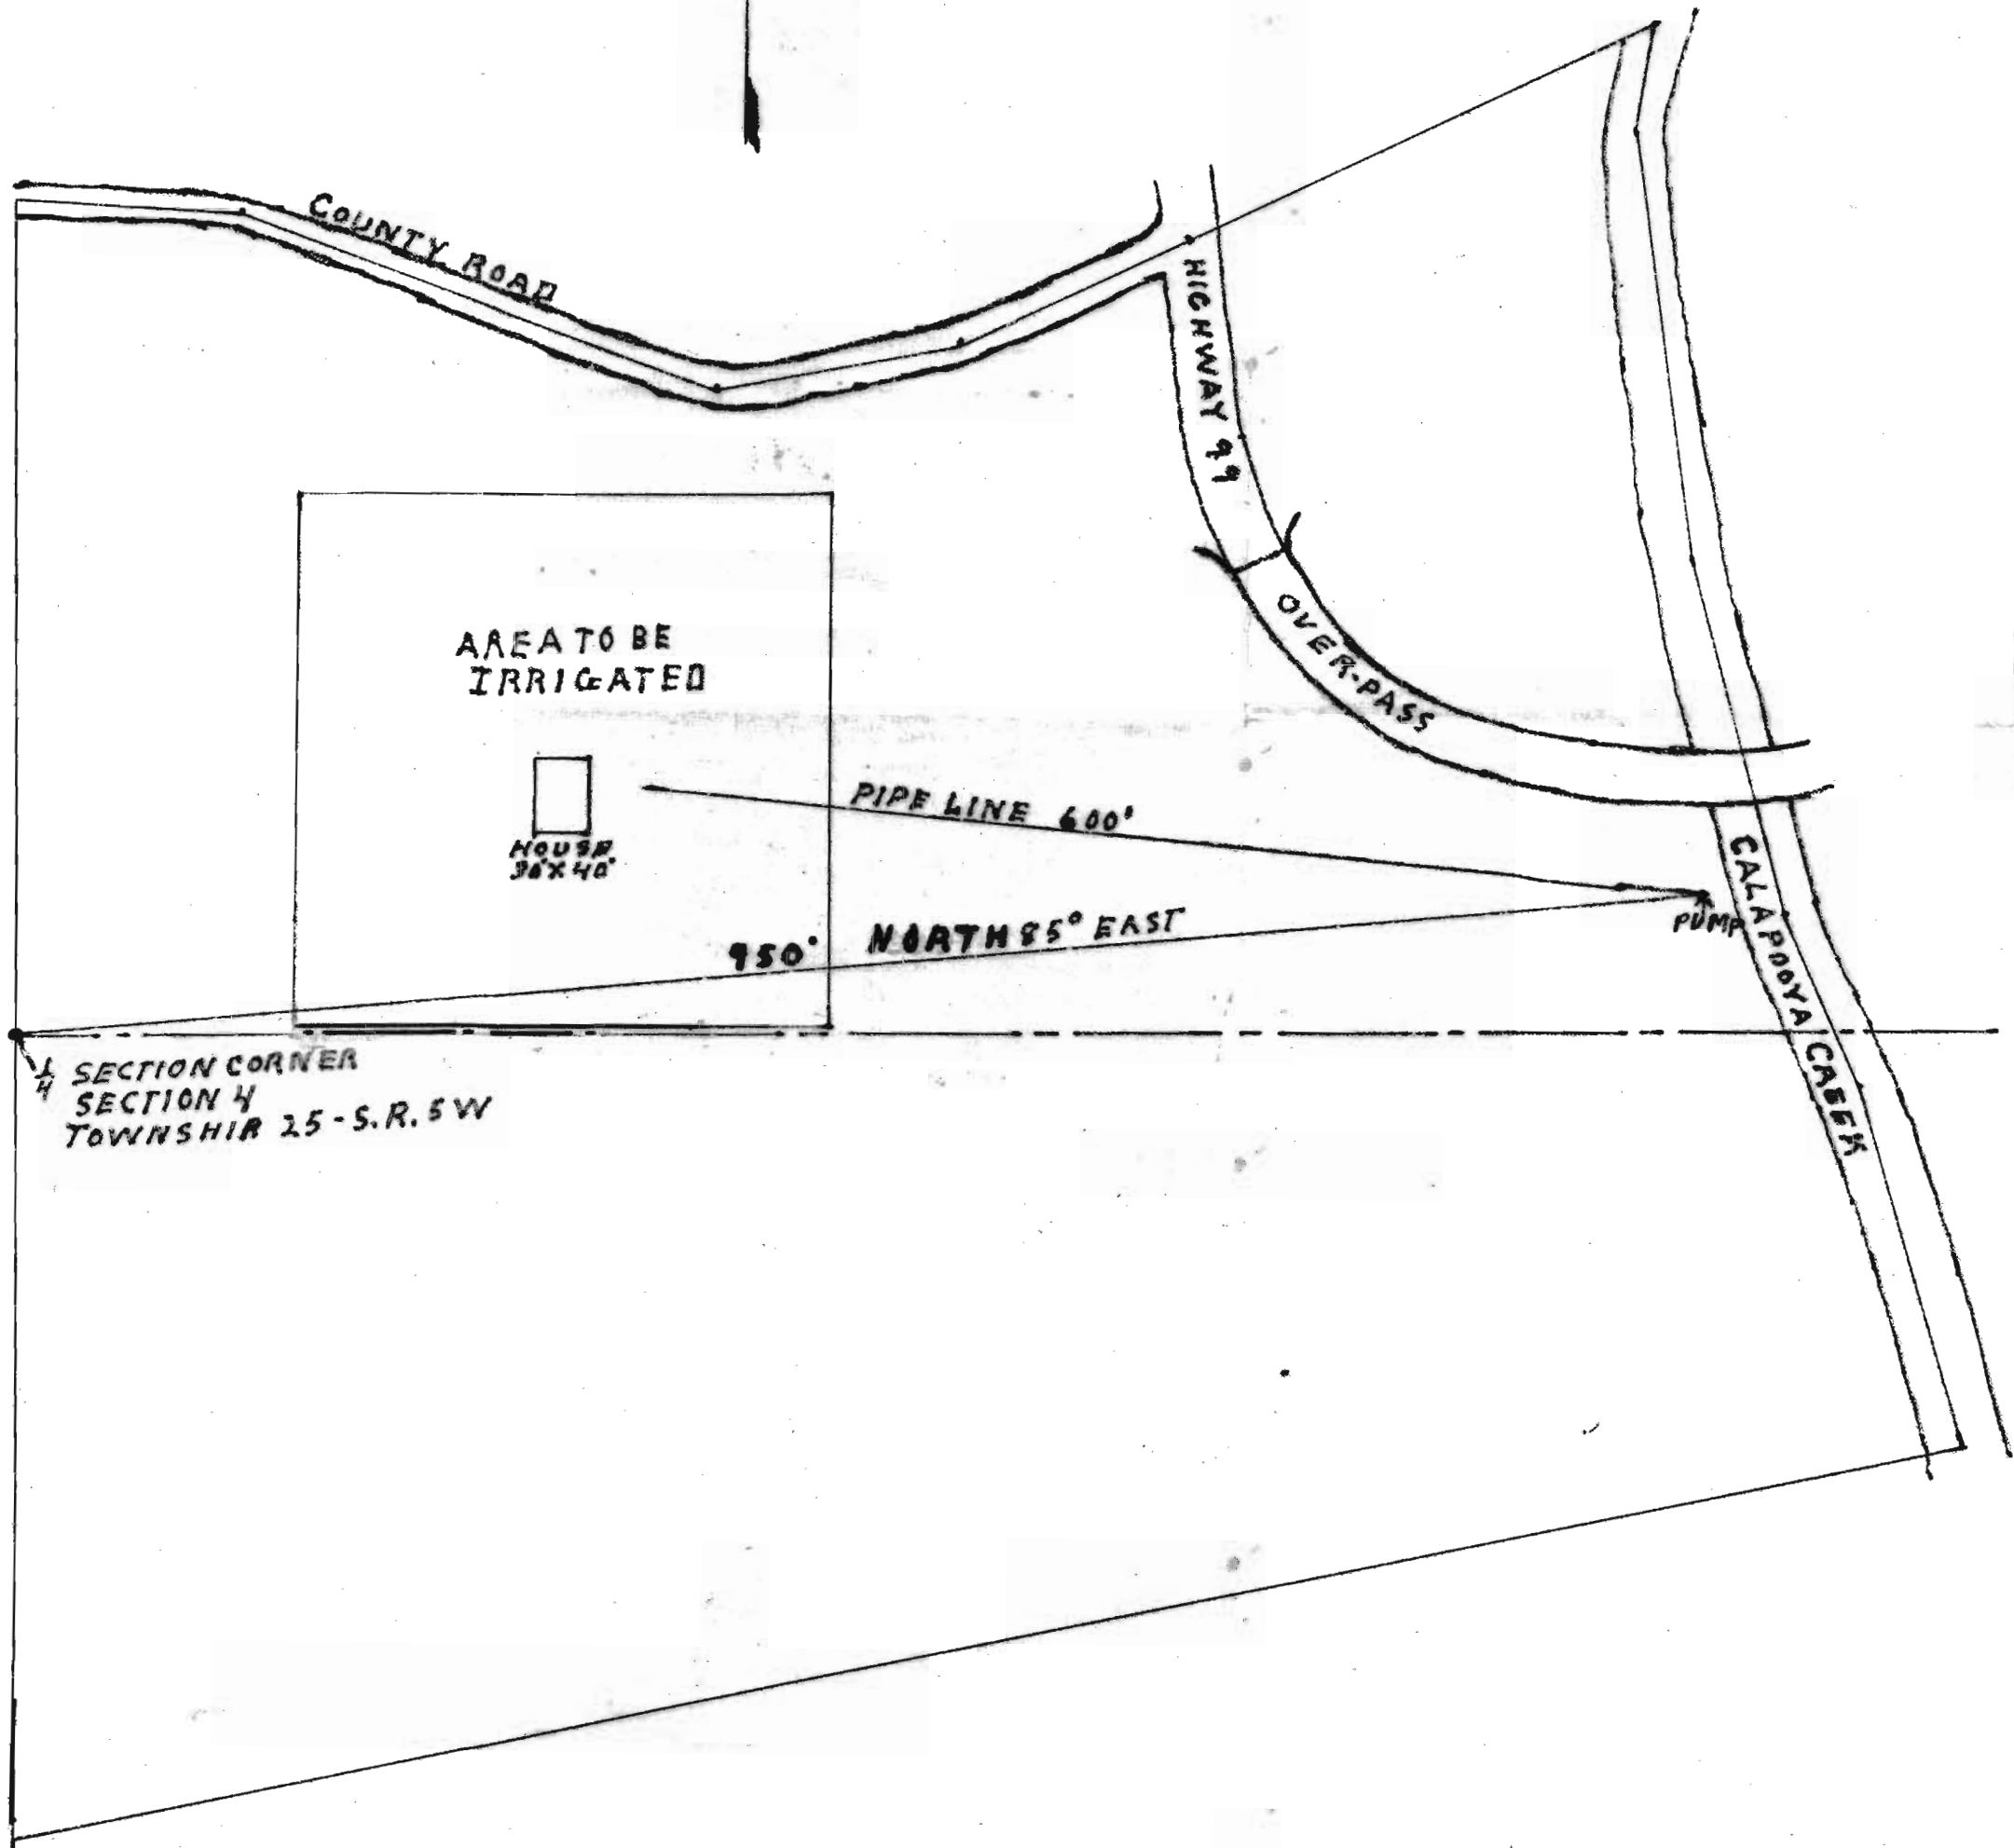 COUNTY ROAD
HIGHWAY 99
OVER-PASS
AREA TO BE
IRRIGATED
PIPE LINE 600'
HOUSE
30'X40'
CALAPOOYA CREEK
PUMP
950' NORTH 85° EAST
1/4 SECTION CORNER
SECTION 4
TOWNSHIP 25-S.R. 5W